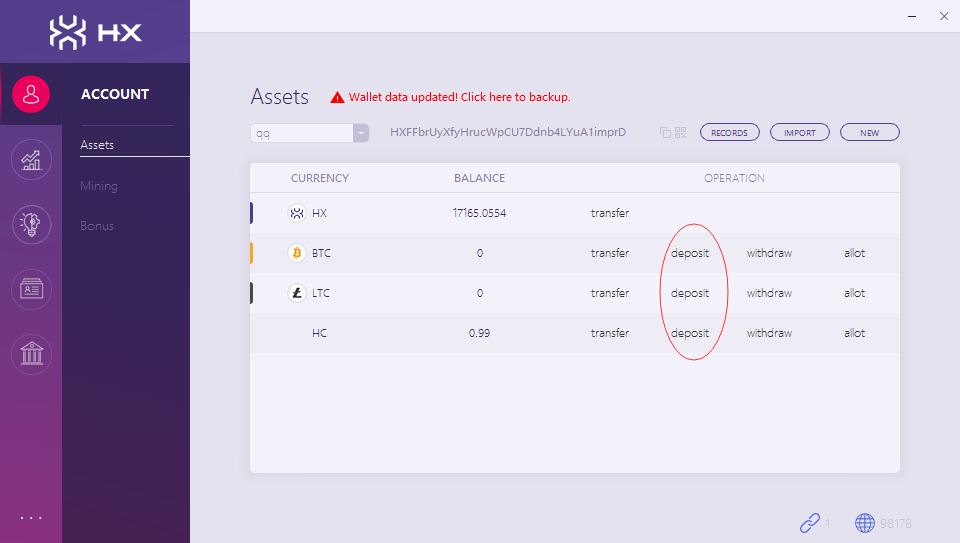 HX
ACCOUNT
Assets
Mining
Bonus
...
Assets
Wallet data updated! Click here to backup.
qq
HXFFbrUyXfyHrucWpCU7Ddnb4LYuA1imprD
RECORDS
IMPORT
NEW
CURRENCY BALANCE OPERATION
HX 17165.0554 transfer
BTC 0 transfer deposit withdraw allot
LTC 0 transfer deposit withdraw allot
HC 0.99 transfer deposit withdraw allot
1
98178